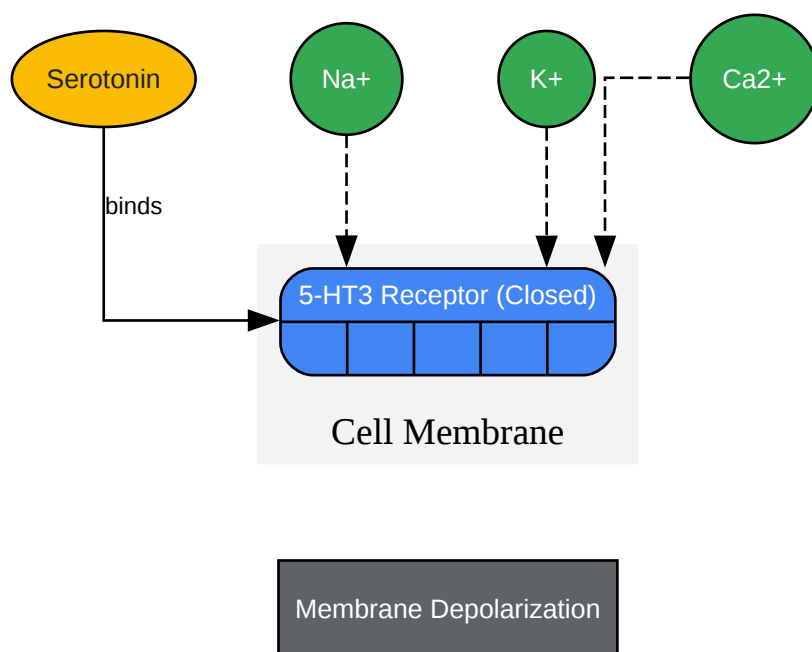 Serotonin
Na+
K+
Ca2+
binds
5-HT3 Receptor (Closed)
Cell Membrane
Membrane Depolarization